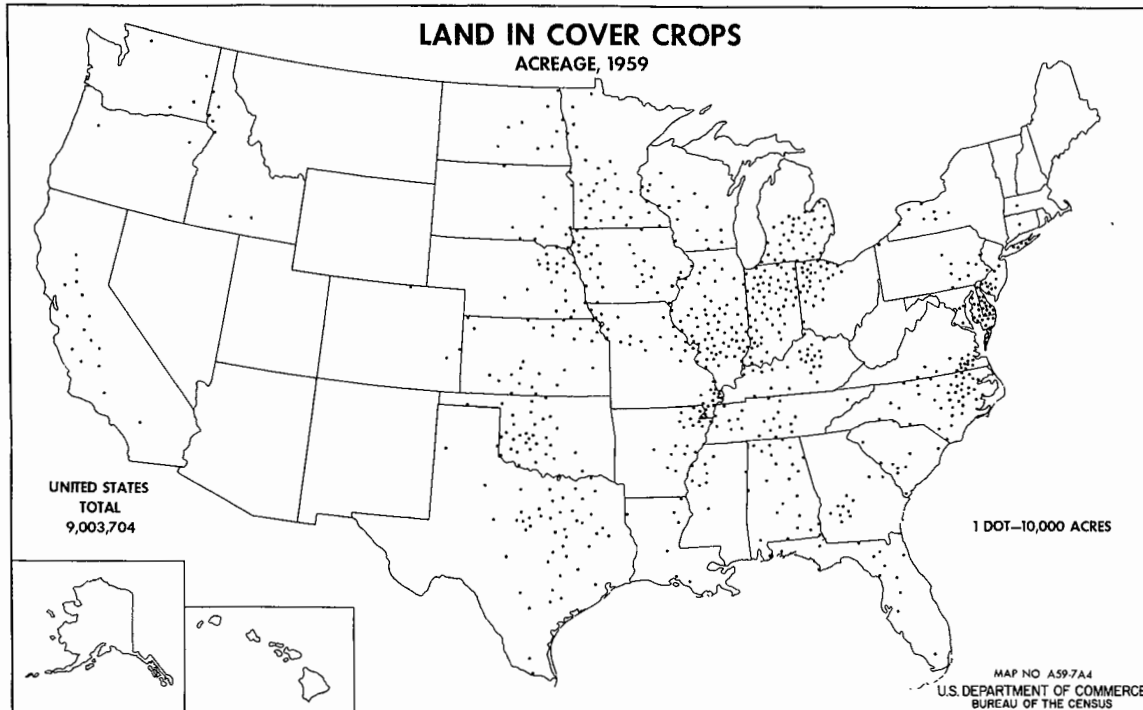 LAND IN COVER CROPS
ACREAGE, 1959
UNITED STATES
TOTAL
9,003,704
1 DOT—10,000 ACRES
MAP NO A59-7A4
U.S. DEPARTMENT OF COMMERCE
BUREAU OF THE CENSUS